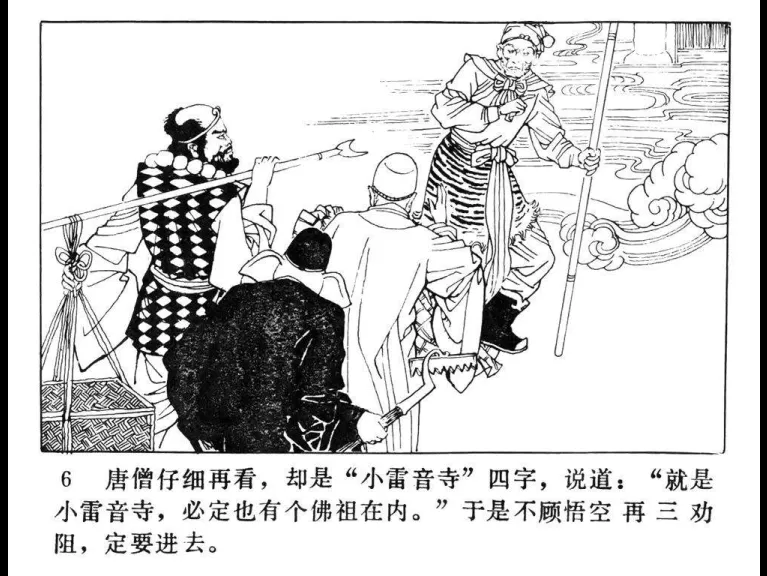 6 唐僧仔细再看，却是“小雷音寺”四字，说道：“就是
小雷音寺，必定也有个佛祖在内。”于是不顾悟空再三劝
阻，定要进去。